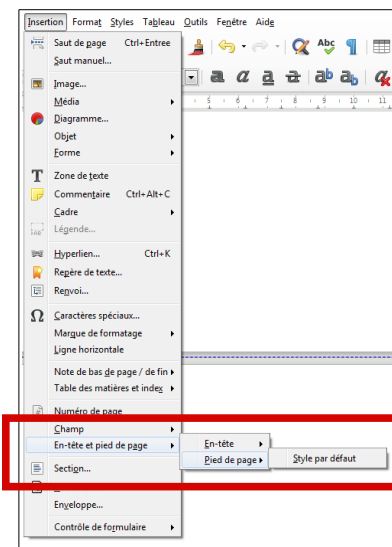 Insertion Format Styles Tableau Outils Fenêtre Aide
Saut de page Ctrl+Entree
Saut manuel...
Image...
Média
Diagramme...
Objet
Forme
Zone de texte
Commentaire Ctrl+Alt+C
Cadre
Légende...
Hyperlien... Ctrl+K
Repère de texte...
Renvoi...
Caractères spéciaux...
Marque de formatage
Ligne horizontale
Note de bas de page / de fin
Table des matières et index
Numéro de page
Champ
En-tête et pied de page
En-tête
Pied de page
Style par défaut
Section...
Enveloppe...
Contrôle de formulaire
a a a a ab ab a
Abc
5 6 7 8 9 10 11